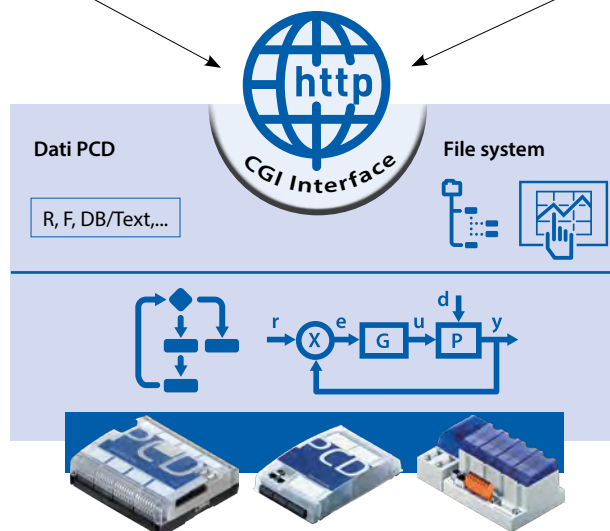 http
CGI Interface
Dati PCD
File system
R, F, DB/Text,...
d
r
e
u
y
X
G
P
PCD
PCD